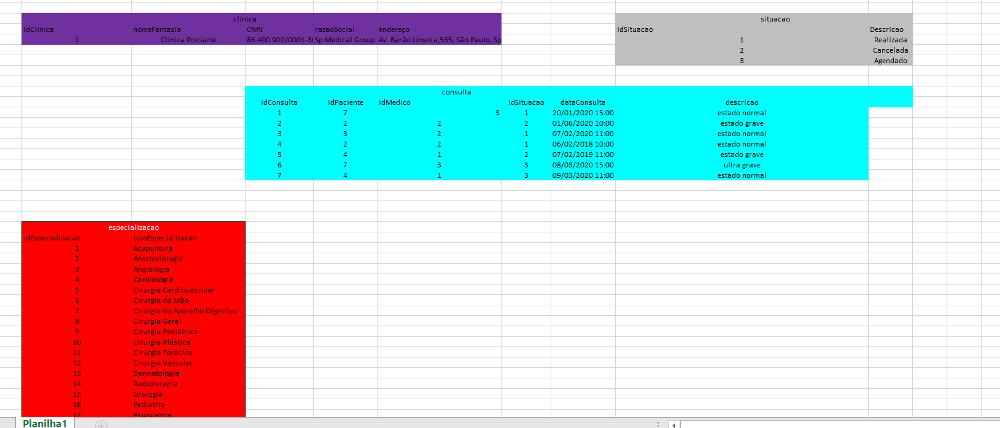 clinica
idClinica nomeFantasia CNPJ razaoSocial endereço
1 Clinica Possarle 86.400.902/0001-3 Sp Medical Group Av. Barão Limeira,535, São Paulo, Sp
situacao
idSituacao Descricao
1 Realizada
2 Cancelada
3 Agendado
consulta
idConsulta idPaciente idMedico idSituacao dataConsulta descricao
1 7 3 1 20/01/2020 15:00 estado normal
2 2 2 2 01/06/2020 10:00 estado grave
3 3 2 1 07/02/2020 11:00 estado normal
4 2 2 1 06/02/2018 10:00 estado normal
5 4 1 2 07/02/2019 11:00 estado grave
6 7 3 3 08/03/2020 15:00 ultra grave
7 4 1 3 09/03/2020 11:00 estado normal
especializacao
idEspecializacao tipoEspecializacao
1 Acupuntura
2 Anestesiologia
3 Angiologia
4 Cardiologia
5 Cirurgia Cardiovascular
6 Cirurgia da Mão
7 Cirurgia do Aparelho Digestivo
8 Cirurgia Geral
9 Cirurgia Pediátrica
10 Cirurgia Plástica
11 Cirurgia Torácica
12 Cirurgia Vascular
13 Dermatologia
14 Radioterapia
15 Urologia
16 Pediatria
17 Psiquiatria
Planilha1